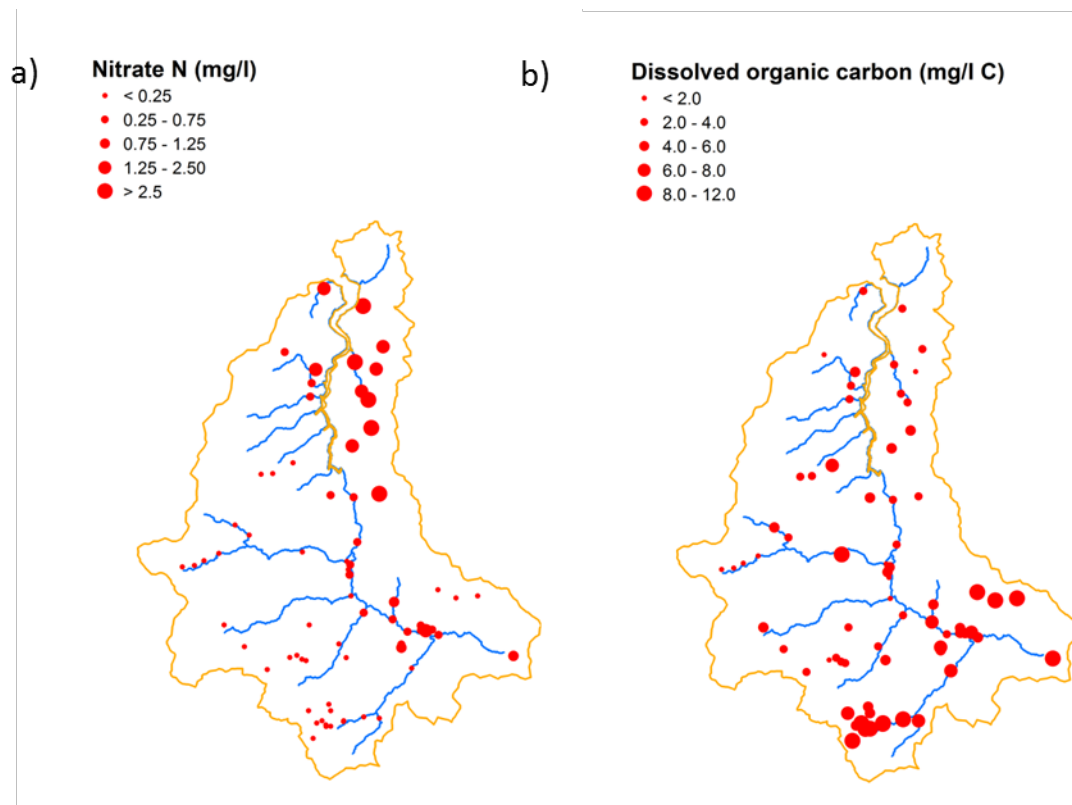 a)
Nitrate N (mg/l)
< 0.25
0.25 - 0.75
0.75 - 1.25
1.25 - 2.50
> 2.5
b)
Dissolved organic carbon (mg/l C)
< 2.0
2.0 - 4.0
4.0 - 6.0
6.0 - 8.0
8.0 - 12.0